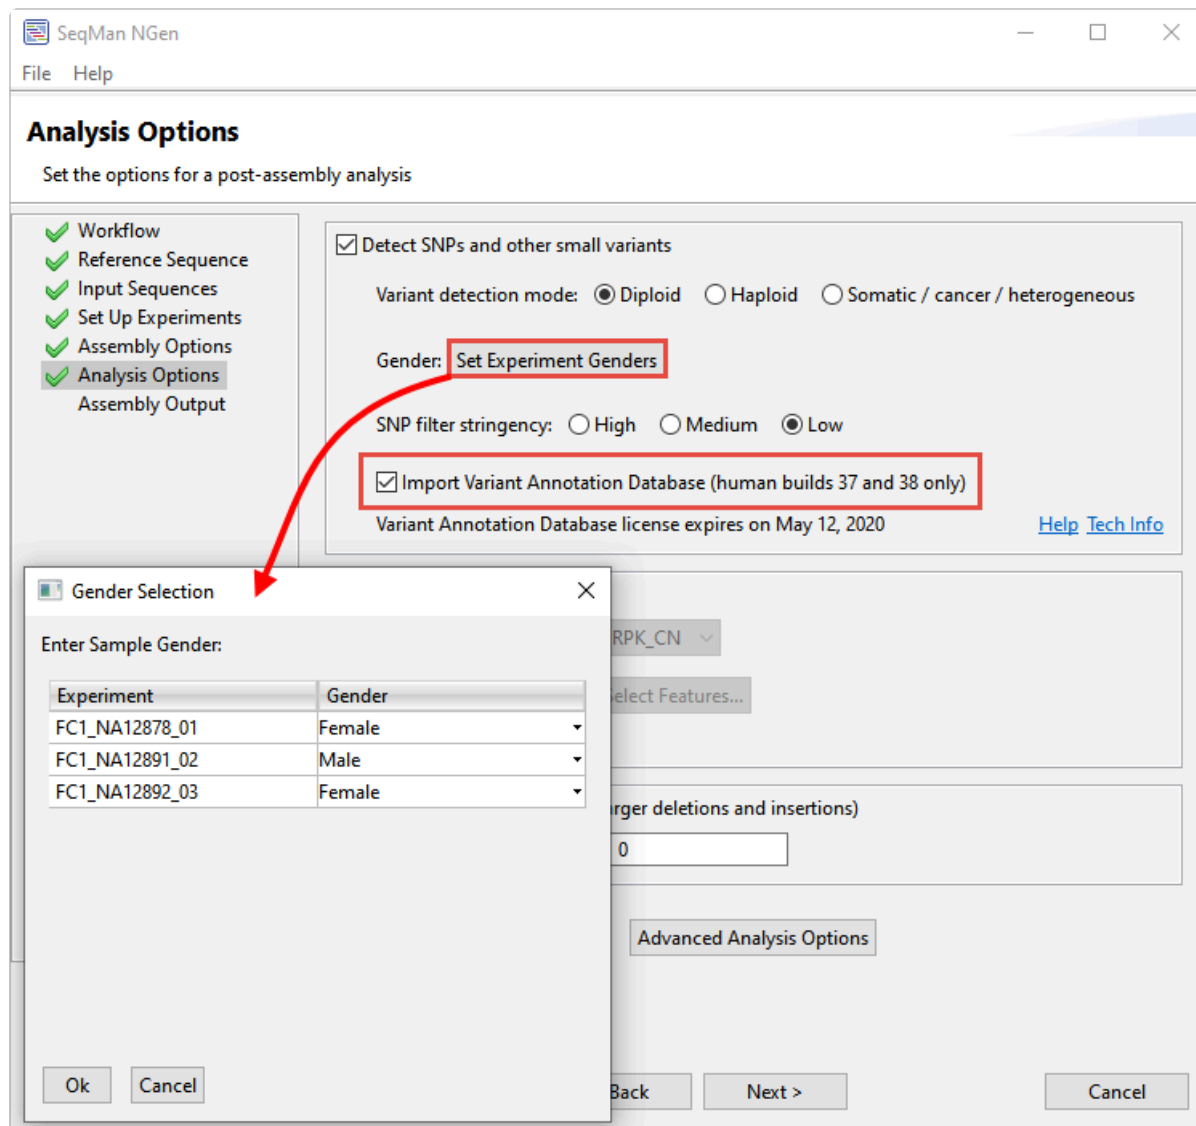 SeqMan NGen
File Help
Analysis Options
Set the options for a post-assembly analysis
Workflow
Reference Sequence
Input Sequences
Set Up Experiments
Assembly Options
Analysis Options
Assembly Output
Detect SNPs and other small variants
Variant detection mode: Diploid Haploid Somatic / cancer / heterogeneous
Gender: Set Experiment Genders
SNP filter stringency: High Medium Low
Import Variant Annotation Database (human builds 37 and 38 only)
Variant Annotation Database license expires on May 12, 2020 Help Tech Info
RPK_CN
elect Features...
rger deletions and insertions)
0
Advanced Analysis Options
Back Next > Cancel
Gender Selection
Enter Sample Gender:
Experiment Gender
FC1_NA12878_01 Female
FC1_NA12891_02 Male
FC1_NA12892_03 Female
Ok Cancel